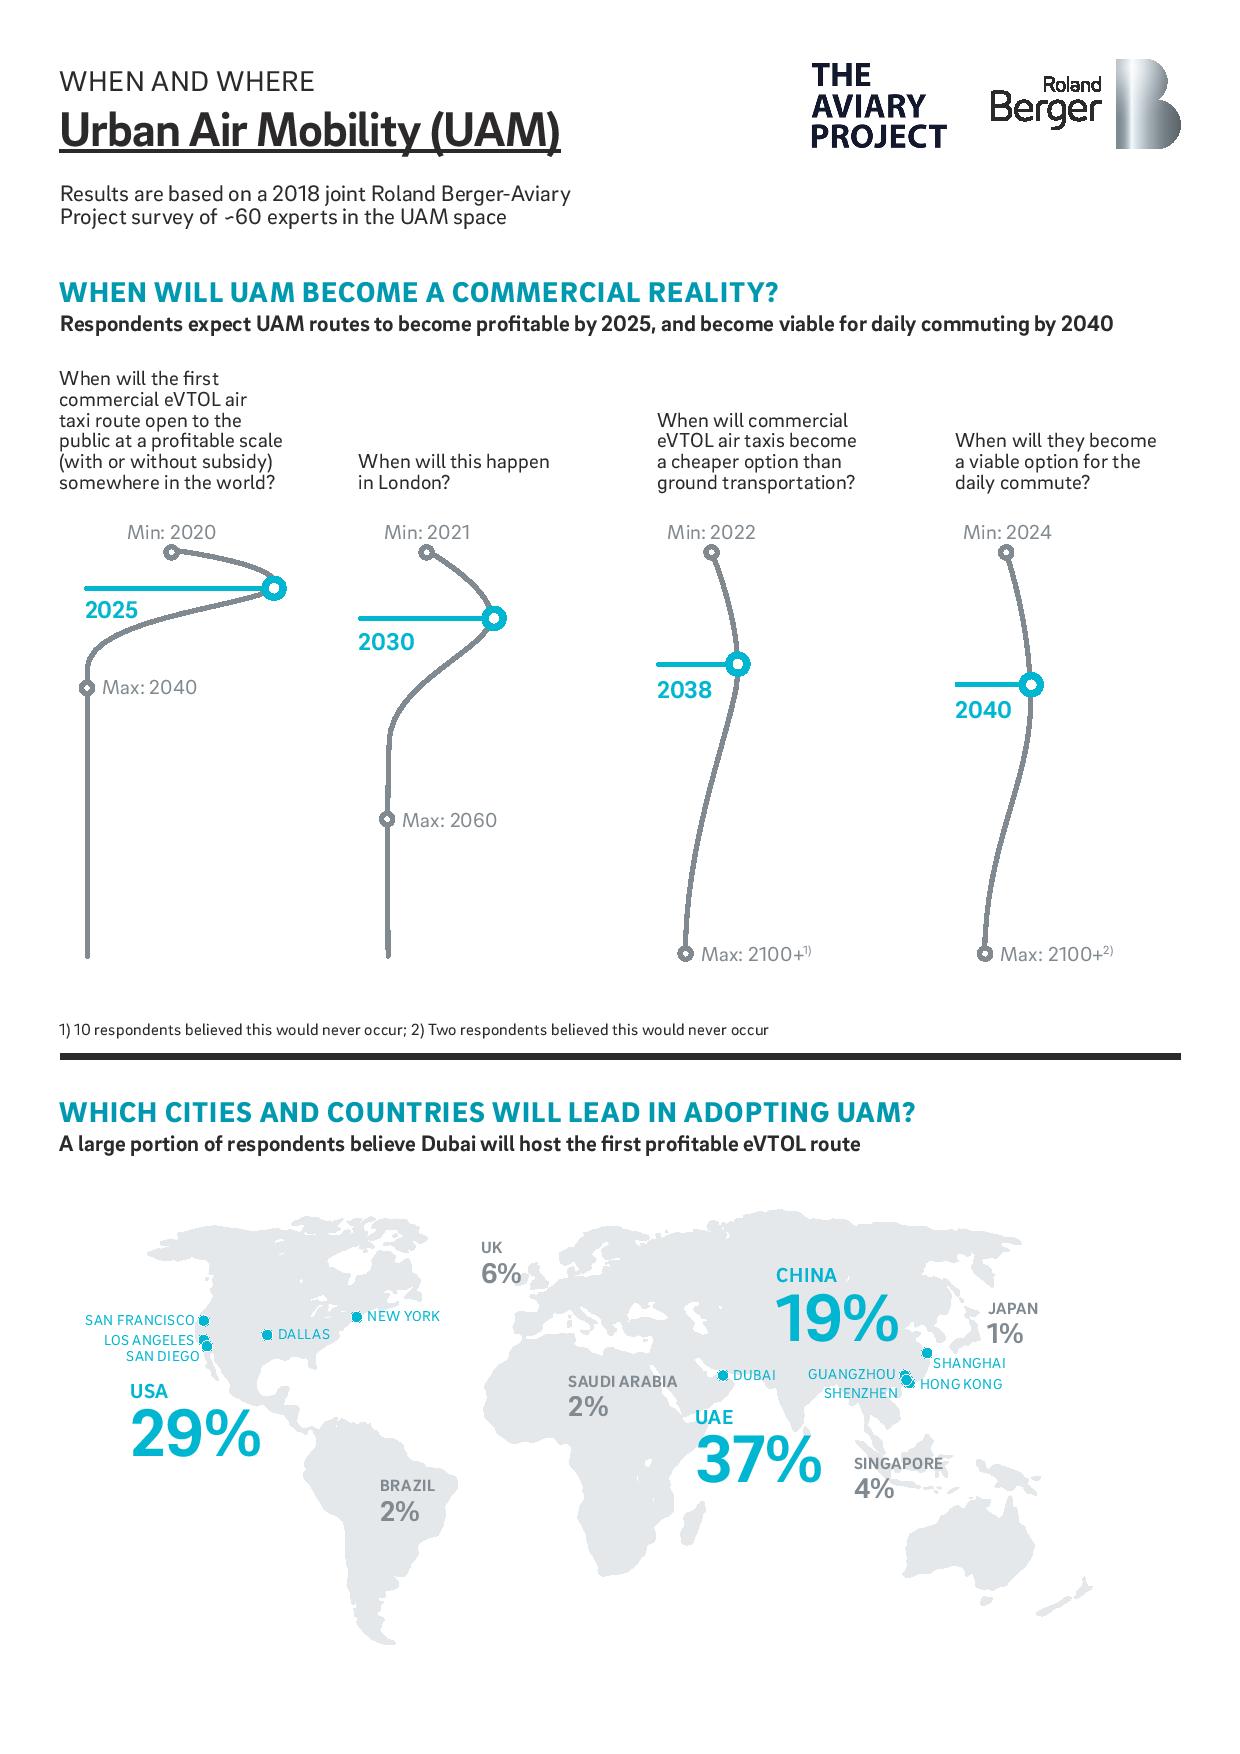 WHEN AND WHERE
Urban Air Mobility (UAM)
THE
AVIARY
PROJECT
Roland
Berger
Results are based on a 2018 joint Roland Berger-Aviary
Project survey of ~60 experts in the UAM space
WHEN WILL UAM BECOME A COMMERCIAL REALITY?
Respondents expect UAM routes to become profitable by 2025, and become viable for daily commuting by 2040
When will the first
commercial eVTOL air
taxi route open to the
public at a profitable scale
(with or without subsidy)
somewhere in the world?
Min: 2020
2025
Max: 2040
When will this happen
in London?
Min: 2021
2030
Max: 2060
When will commercial
eVTOL air taxis become
a cheaper option than
ground transportation?
Min: 2022
2038
Max: 2100+1)
When will they become
a viable option for the
daily commute?
Min: 2024
2040
Max: 2100+2)
1) 10 respondents believed this would never occur; 2) Two respondents believed this would never occur
WHICH CITIES AND COUNTRIES WILL LEAD IN ADOPTING UAM?
A large portion of respondents believe Dubai will host the first profitable eVTOL route
UK
6%
CHINA
19%
JAPAN
1%
SAN FRANCISCO
LOS ANGELES
SAN DIEGO
DALLAS
NEW YORK
USA
29%
SAUDI ARABIA
2%
DUBAI
UAE
37%
GUANGZHOU
SHENZHEN
SHANGHAI
HONG KONG
SINGAPORE
4%
BRAZIL
2%